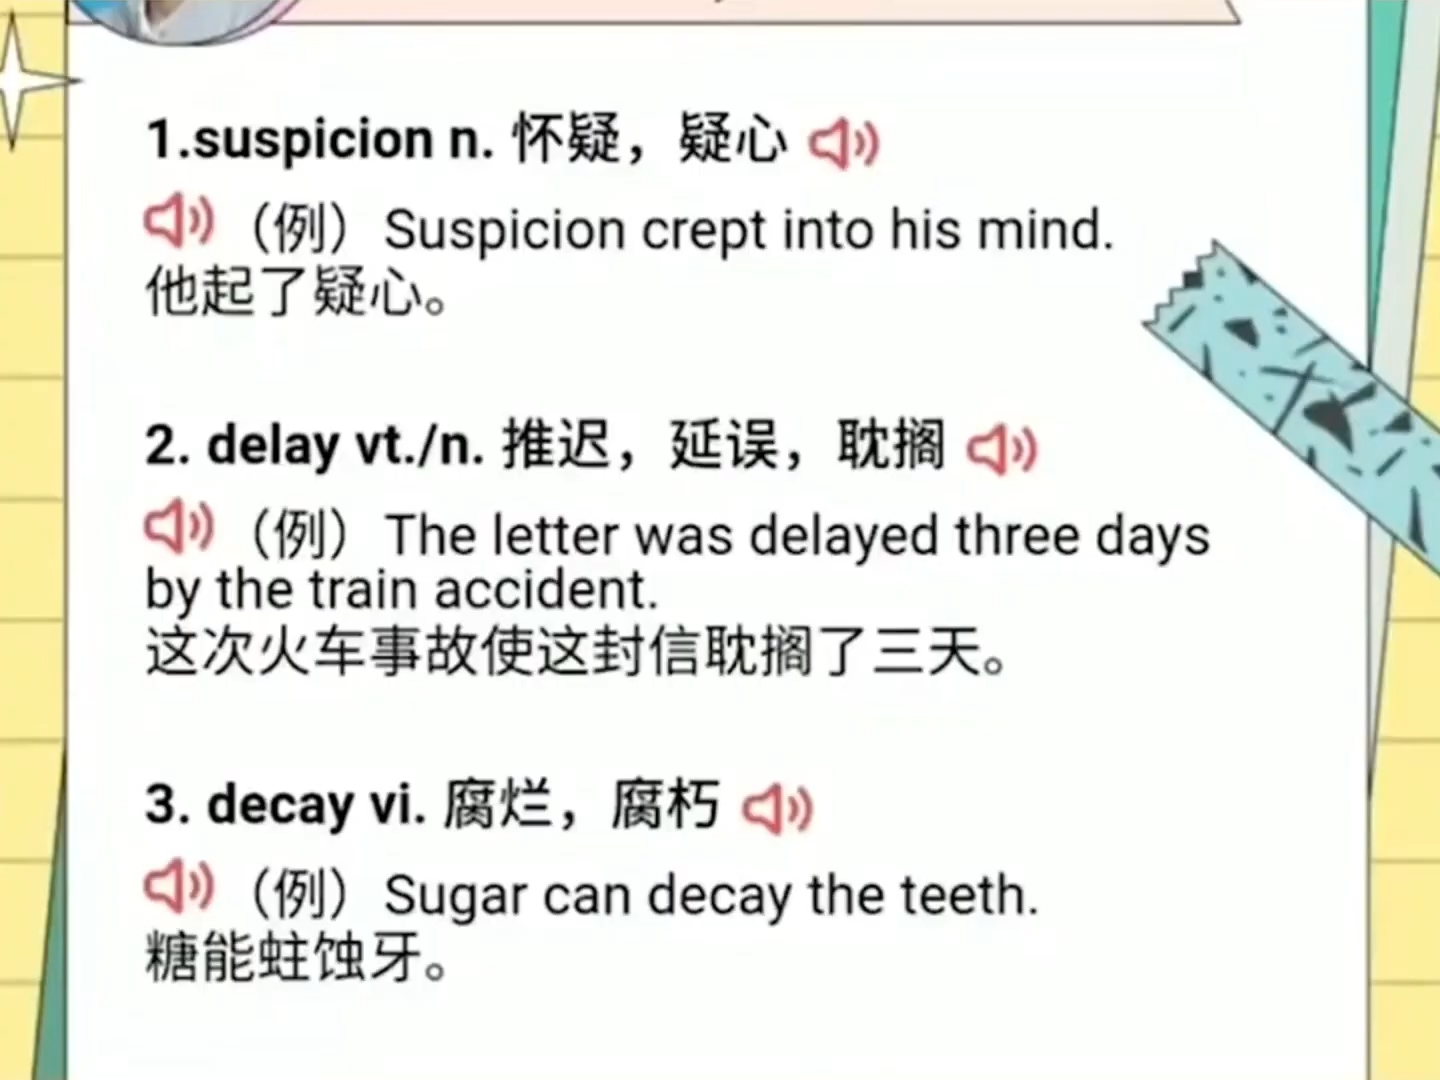 1.suspicion n. 怀疑，疑心
（例）Suspicion crept into his mind.
他起了疑心。
2. delay vt./n. 推迟，延误，耽搁
（例）The letter was delayed three days
by the train accident.
这次火车事故使这封信耽搁了三天。
3. decay vi. 腐烂，腐朽
（例）Sugar can decay the teeth.
糖能蛀蚀牙。